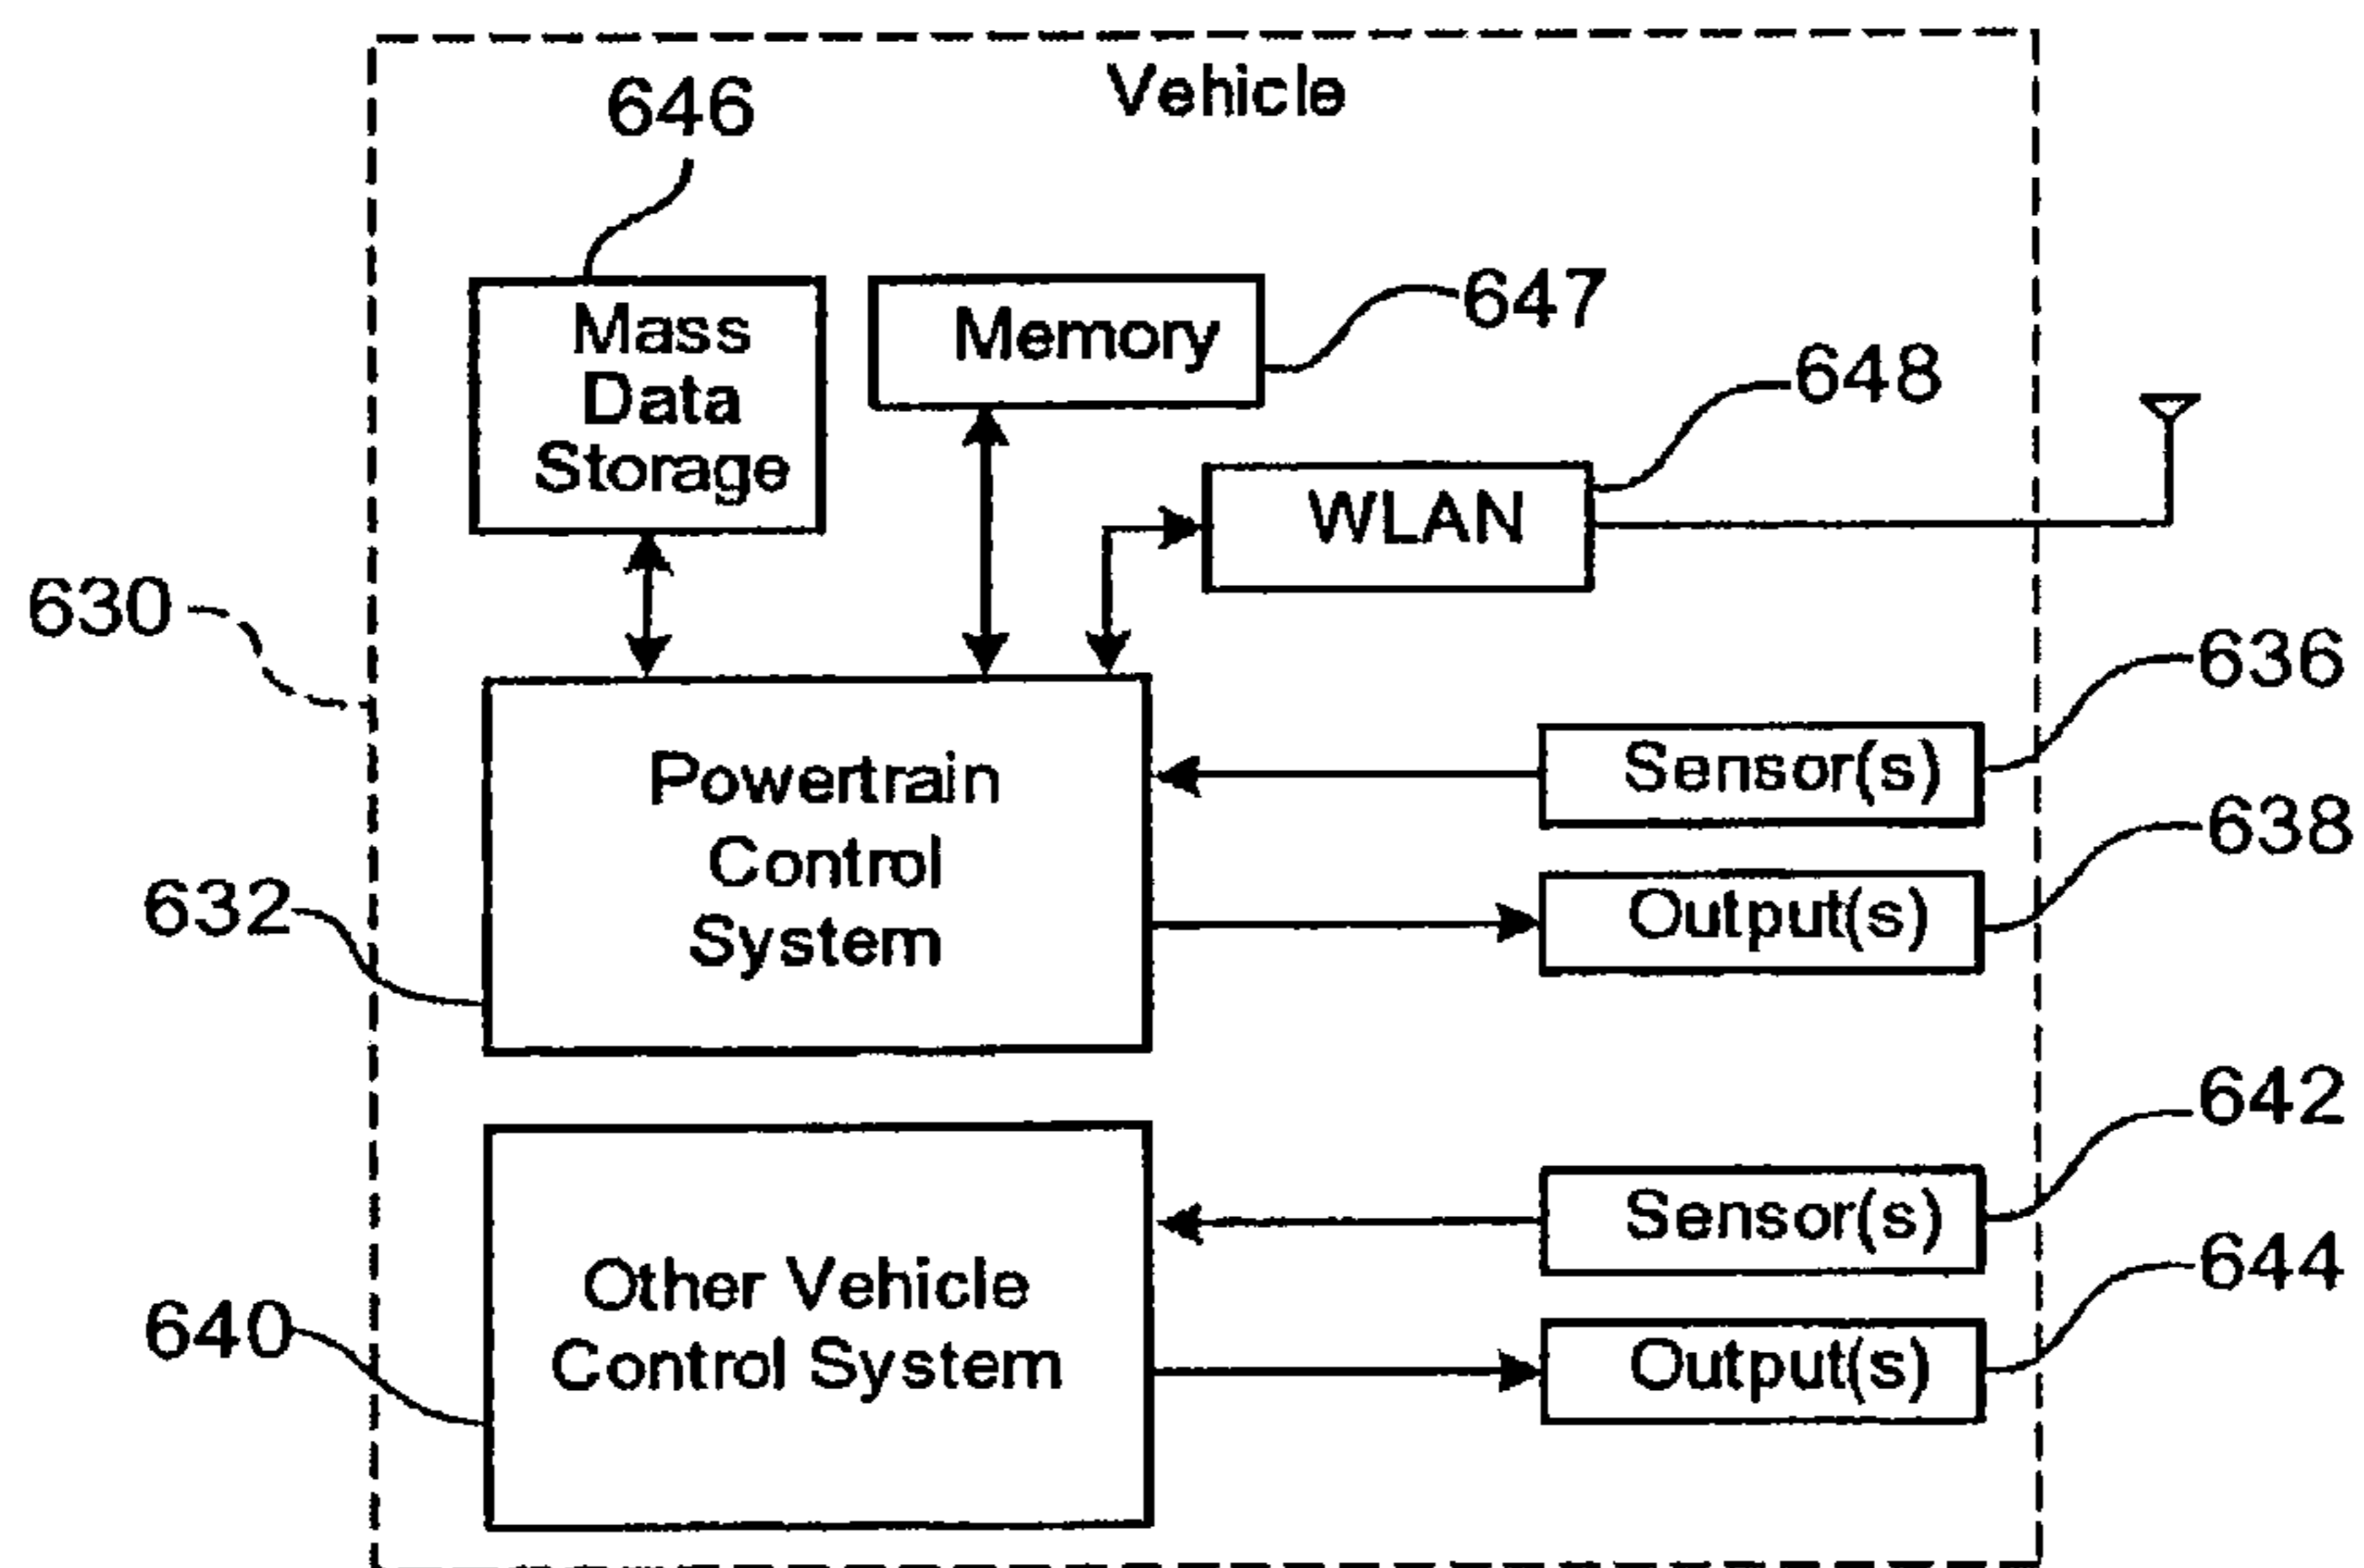 Vehicle
646
Mass
Data
Storage
Memory
647
648
WLAN
630
636
Sensor(s)
Powertrain
Control
System
638
Output(s)
632
642
Sensor(s)
Other Vehicle
Control System
644
Output(s)
640